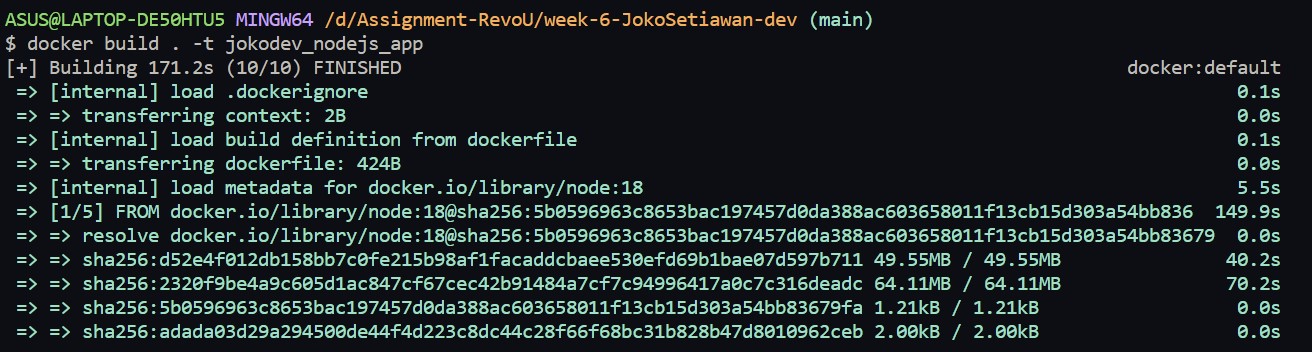 ASUS@LAPTOP-DE50HTU5 MINGW64 /d/Assignment-RevoU/week-6-JokoSetiawan-dev (main)
$ docker build . -t jokodev_nodejs_app
[+] Building 171.2s (10/10) FINISHED docker:default
=> [internal] load .dockerignore 0.1s
=> => transferring context: 2B 0.0s
=> [internal] load build definition from dockerfile 0.1s
=> => transferring dockerfile: 424B 0.0s
=> [internal] load metadata for docker.io/library/node:18 5.5s
=> [1/5] FROM docker.io/library/node:18@sha256:5b0596963c8653bac197457d0da388ac603658011f13cb15d303a54bb836 149.9s
=> => resolve docker.io/library/node:18@sha256:5b0596963c8653bac197457d0da388ac603658011f13cb15d303a54bb83679 0.0s
=> => sha256:d52e4f012db158bb7c0fe215b98af1facaddcbaee530efd69b1bae07d597b711 49.55MB / 49.55MB 40.2s
=> => sha256:2320f9be4a9c605d1ac847cf67cec42b91484a7cf7c94996417a0c7c316deadc 64.11MB / 64.11MB 70.2s
=> => sha256:5b0596963c8653bac197457d0da388ac603658011f13cb15d303a54bb83679fa 1.21kB / 1.21kB 0.0s
=> => sha256:adada03d29a294500de44f4d223c8dc44c28f66f68bc31b828b47d8010962ceb 2.00kB / 2.00kB 0.0s